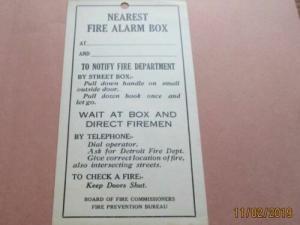 NEAREST
FIRE ALARM BOX
AT
AND
TO NOTIFY FIRE DEPARTMENT
BY STREET BOX:-
Pull down handle on small
outside door.
Pull down hook once and
let go.
WAIT AT BOX AND
DIRECT FIREMEN
BY TELEPHONE:-
Dial operator.
Ask for Detroit Fire Dept.
Give correct location of fire,
also intersecting streets.
TO CHECK A FIRE:-
Keep Doors Shut.
BOARD OF FIRE COMMISSIONERS
FIRE PREVENTION BUREAU
11/02/2019